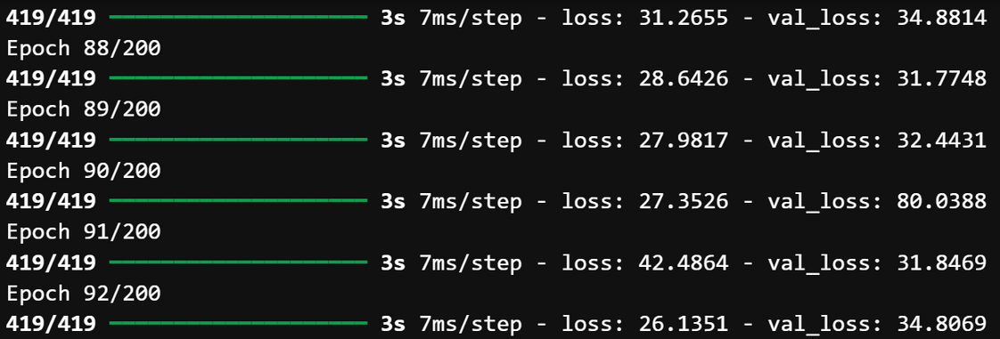 419/419 ━━━━━━━━━━━━━━━━━━━━ 3s 7ms/step - loss: 31.2655 - val_loss: 34.8814
Epoch 88/200
419/419 ━━━━━━━━━━━━━━━━━━━━ 3s 7ms/step - loss: 28.6426 - val_loss: 31.7748
Epoch 89/200
419/419 ━━━━━━━━━━━━━━━━━━━━ 3s 7ms/step - loss: 27.9817 - val_loss: 32.4431
Epoch 90/200
419/419 ━━━━━━━━━━━━━━━━━━━━ 3s 7ms/step - loss: 27.3526 - val_loss: 80.0388
Epoch 91/200
419/419 ━━━━━━━━━━━━━━━━━━━━ 3s 7ms/step - loss: 42.4864 - val_loss: 31.8469
Epoch 92/200
419/419 ━━━━━━━━━━━━━━━━━━━━ 3s 7ms/step - loss: 26.1351 - val_loss: 34.8069